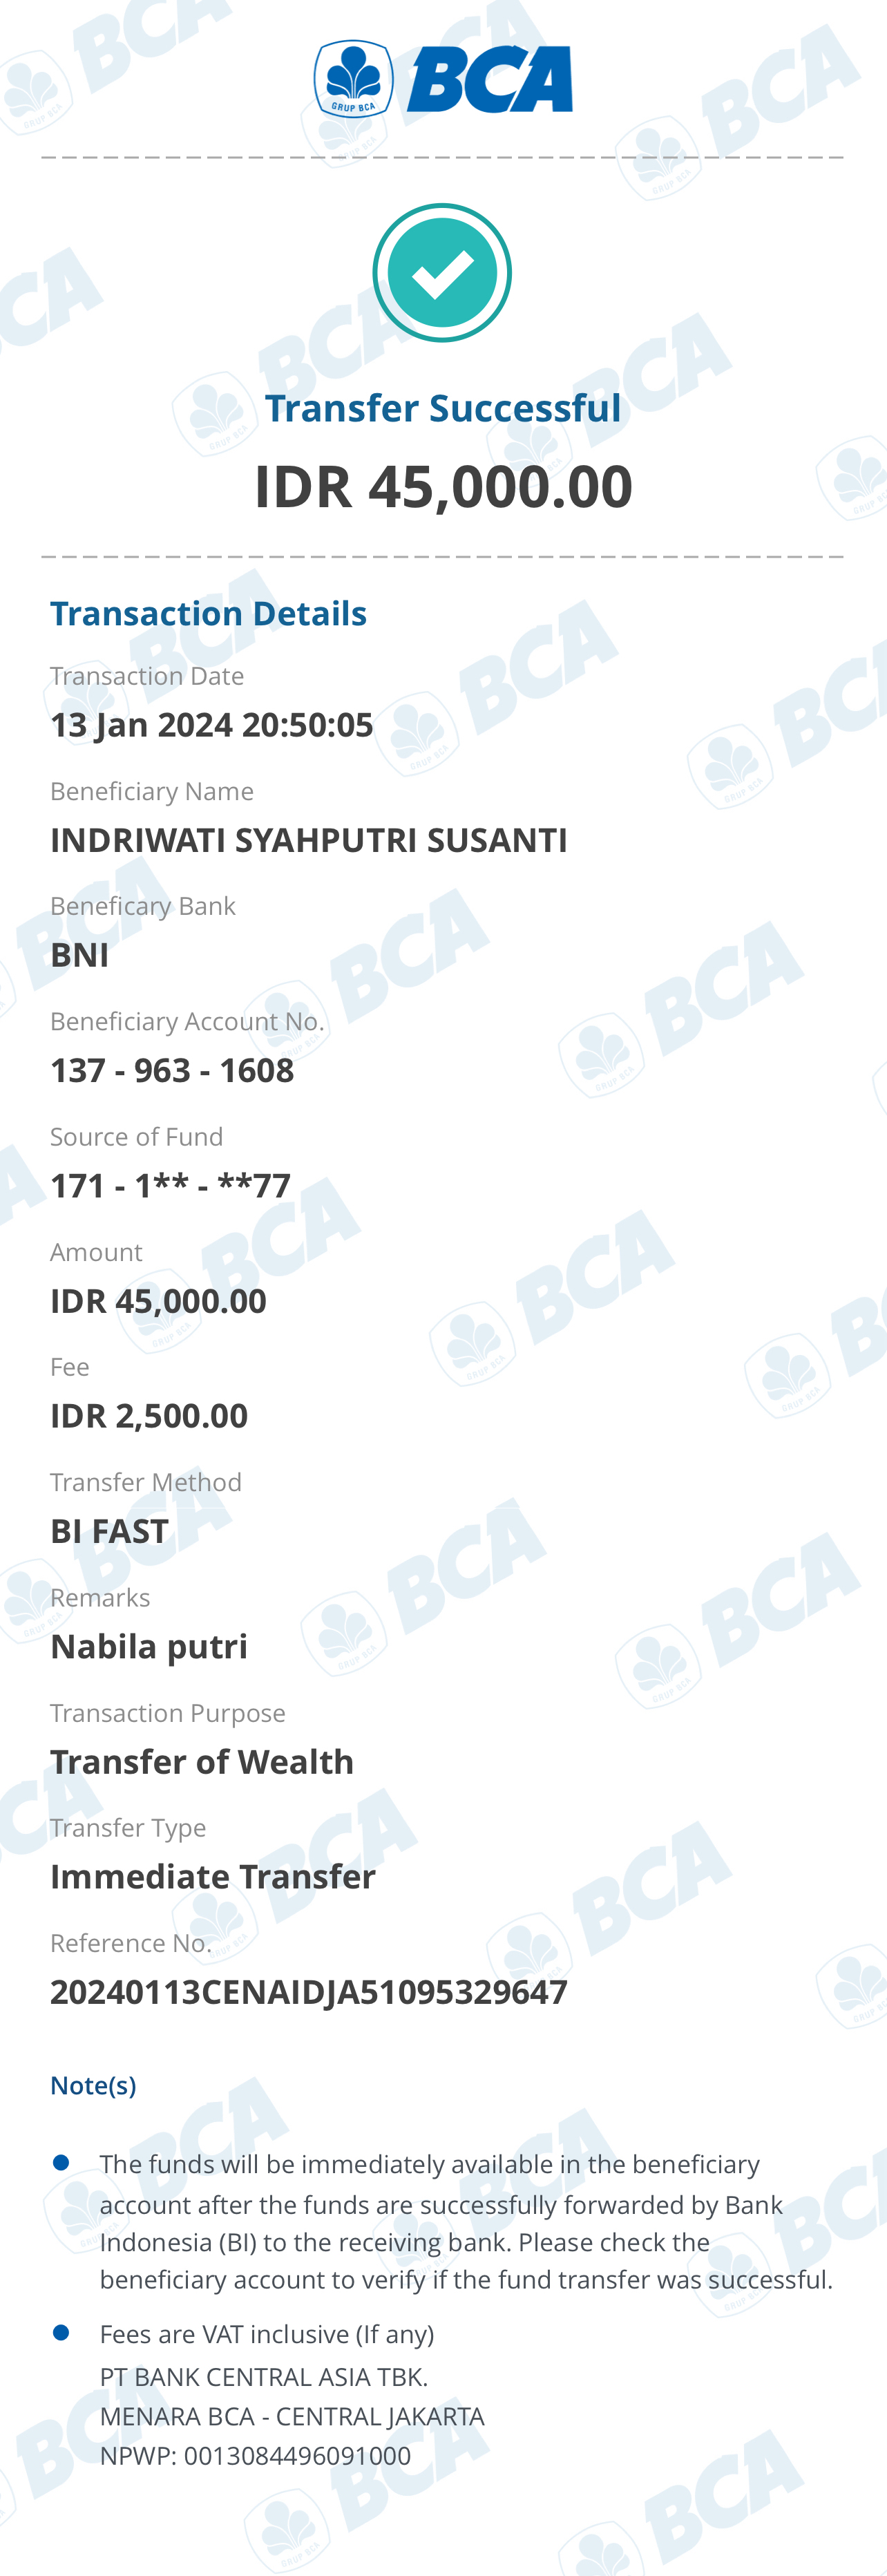 GRUP BCA
BCA
Transfer Successful
IDR 45,000.00
Transaction Details
Transaction Date
13 Jan 2024 20:50:05
Beneficiary Name
INDRIWATI SYAHPUTRI SUSANTI
Beneficary Bank
BNI
Beneficiary Account No.
137 - 963 - 1608
Source of Fund
171 - 1** - **77
Amount
IDR 45,000.00
Fee
IDR 2,500.00
Transfer Method
BI FAST
Remarks
Nabila putri
Transaction Purpose
Transfer of Wealth
Transfer Type
Immediate Transfer
Reference No.
20240113CENAIDJA51095329647
Note(s)
The funds will be immediately available in the beneficiary
account after the funds are successfully forwarded by Bank
Indonesia (BI) to the receiving bank. Please check the
beneficiary account to verify if the fund transfer was successful.
Fees are VAT inclusive (If any)
PT BANK CENTRAL ASIA TBK.
MENARA BCA - CENTRAL JAKARTA
NPWP: 0013084496091000